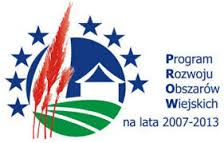 Program
Rozwoju
Obszarów
Wiejskich
na lata 2007-2013